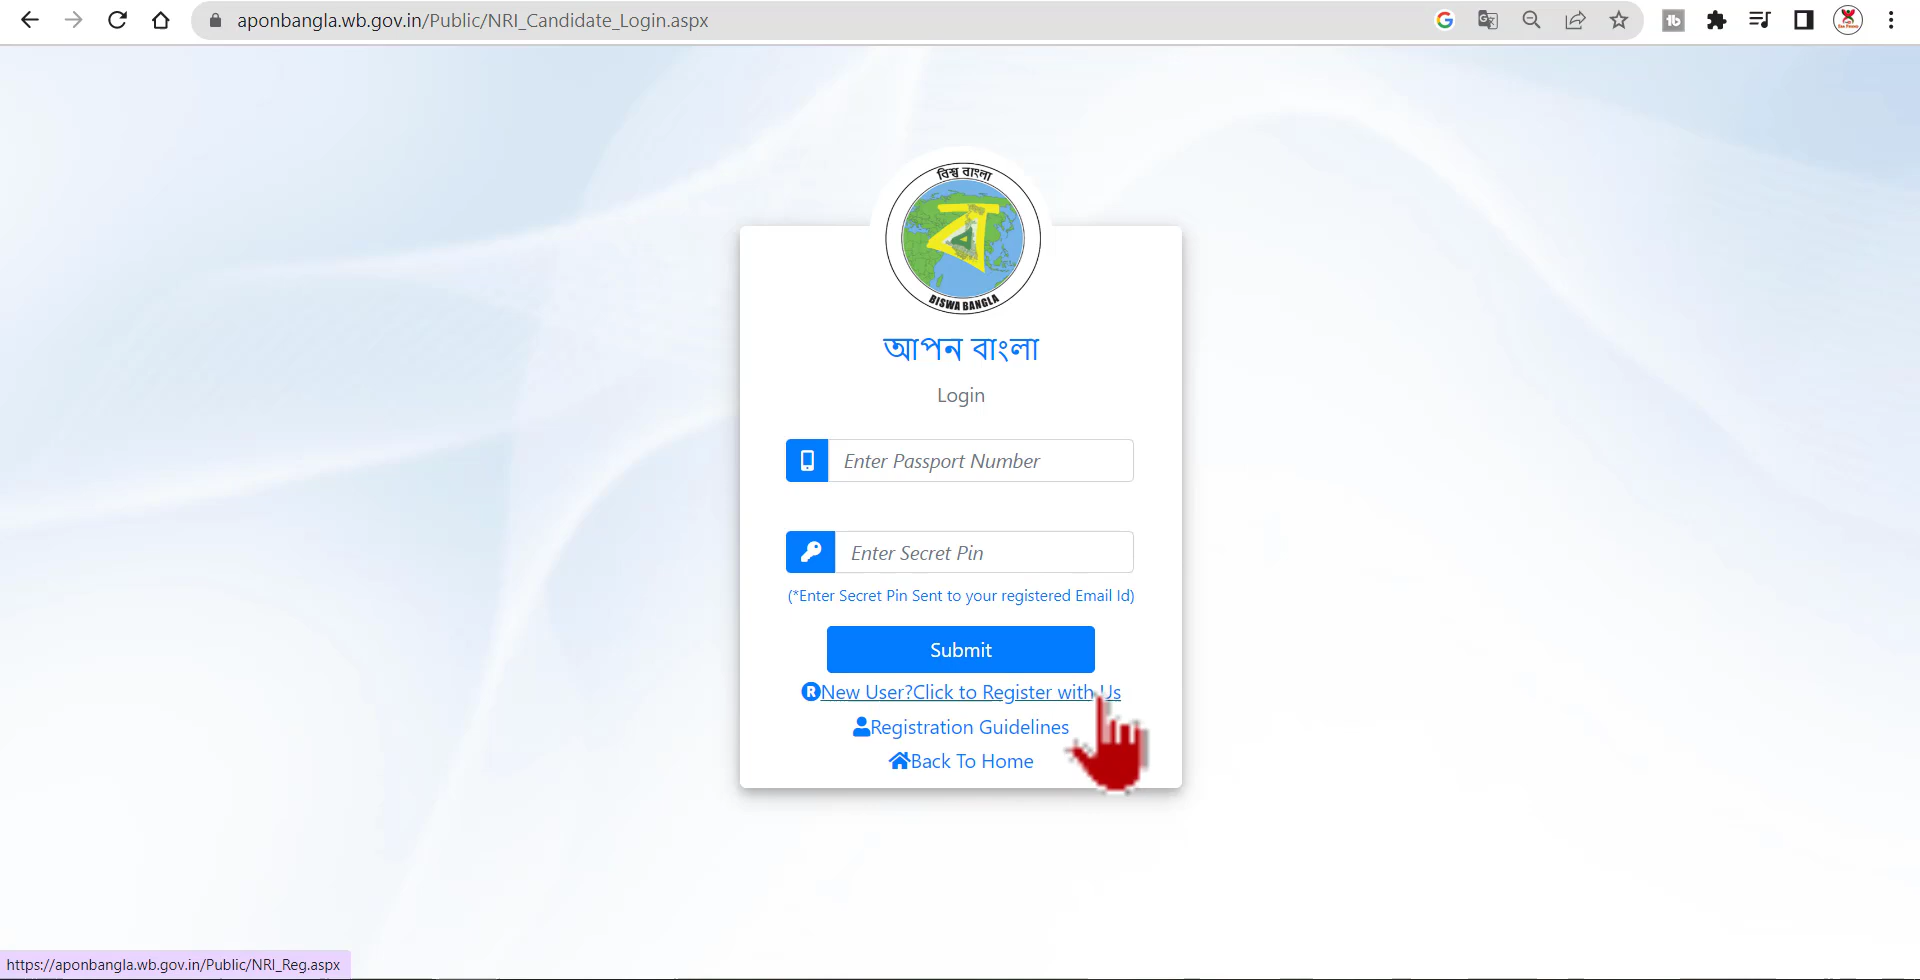 aponbangla.wb.gov.in/Public/NRI_Candidate_Login.aspx
বিশ্ব বাংলা
BISWA BANGLA
আপন বাংলা
Login
Enter Passport Number
Enter Secret Pin
(*Enter Secret Pin Sent to your registered Email Id)
Submit
New User?Click to Register with Us
Registration Guidelines
Back To Home
https://aponbangla.wb.gov.in/Public/NRI_Reg.aspx